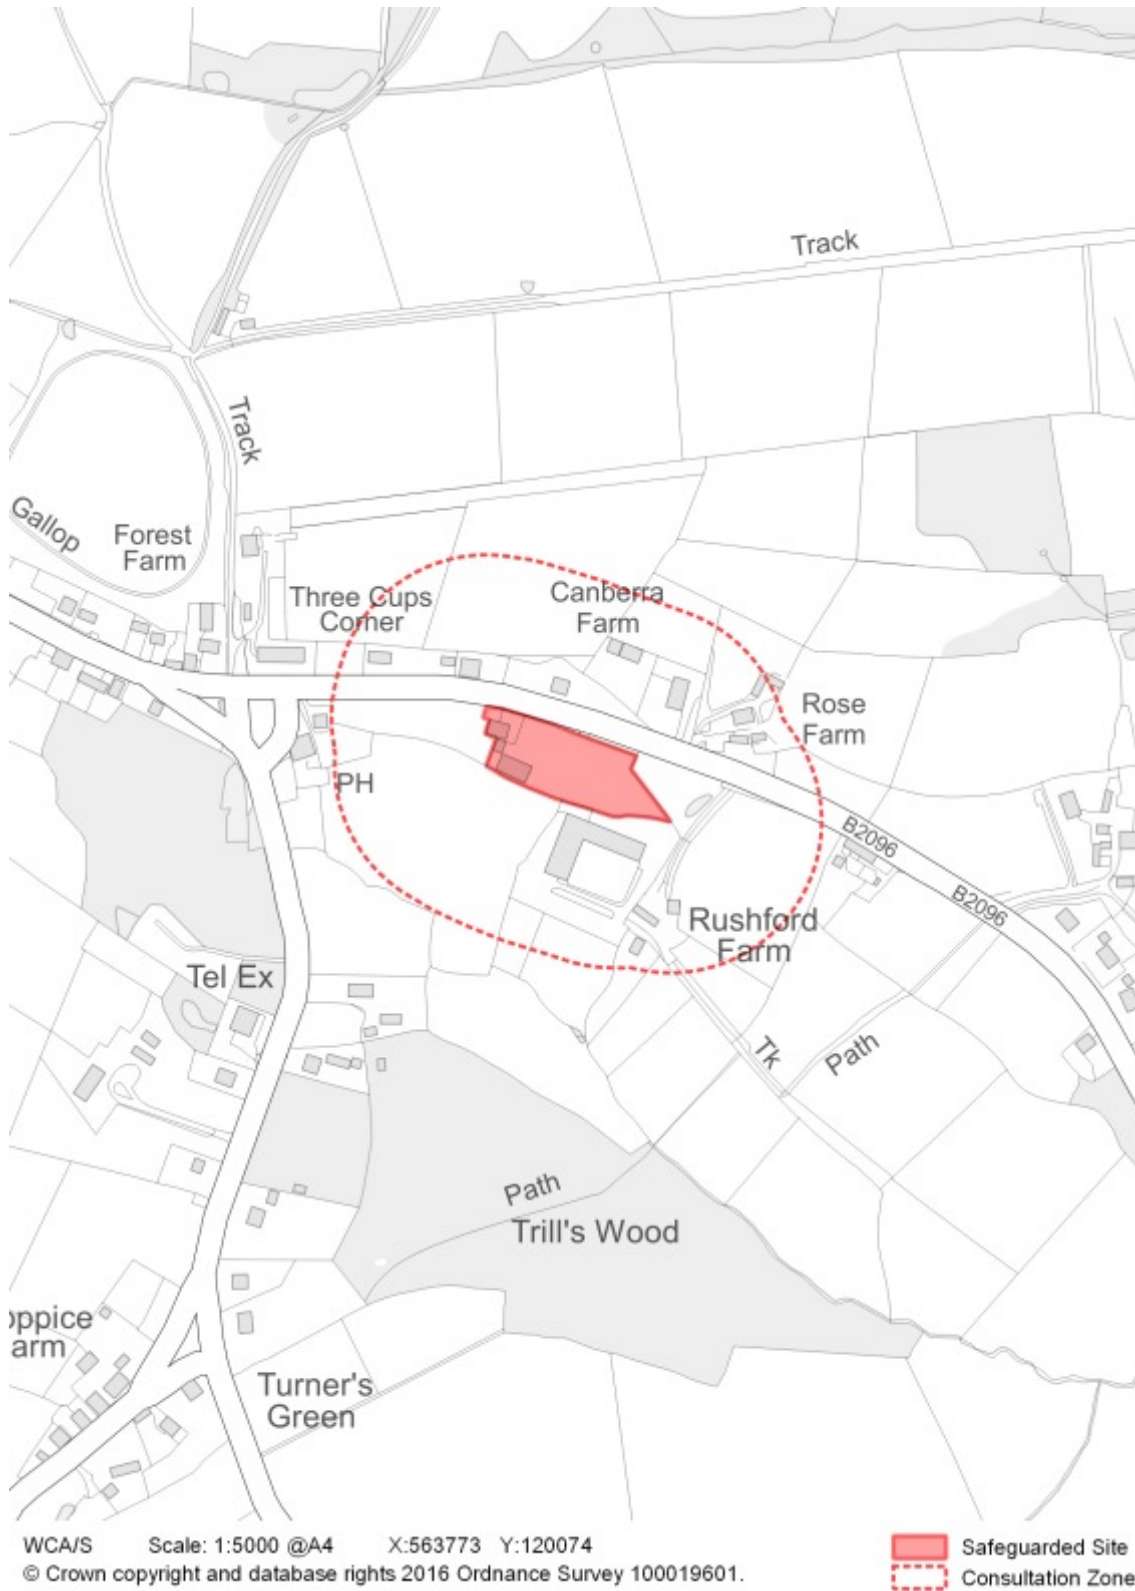 Track
Track
Gallop
Forest
Farm
Three Cups
Corner
Canberra
Farm
Rose
Farm
PH
B2096
B2096
Rushford
Farm
Tel Ex
Tk
Path
Path
Trill's Wood
oppice
arm
Turner's
Green
WCA/S Scale: 1:5000 @A4 X:563773 Y:120074
© Crown copyright and database rights 2016 Ordnance Survey 100019601.
Safeguarded Site
Consultation Zone